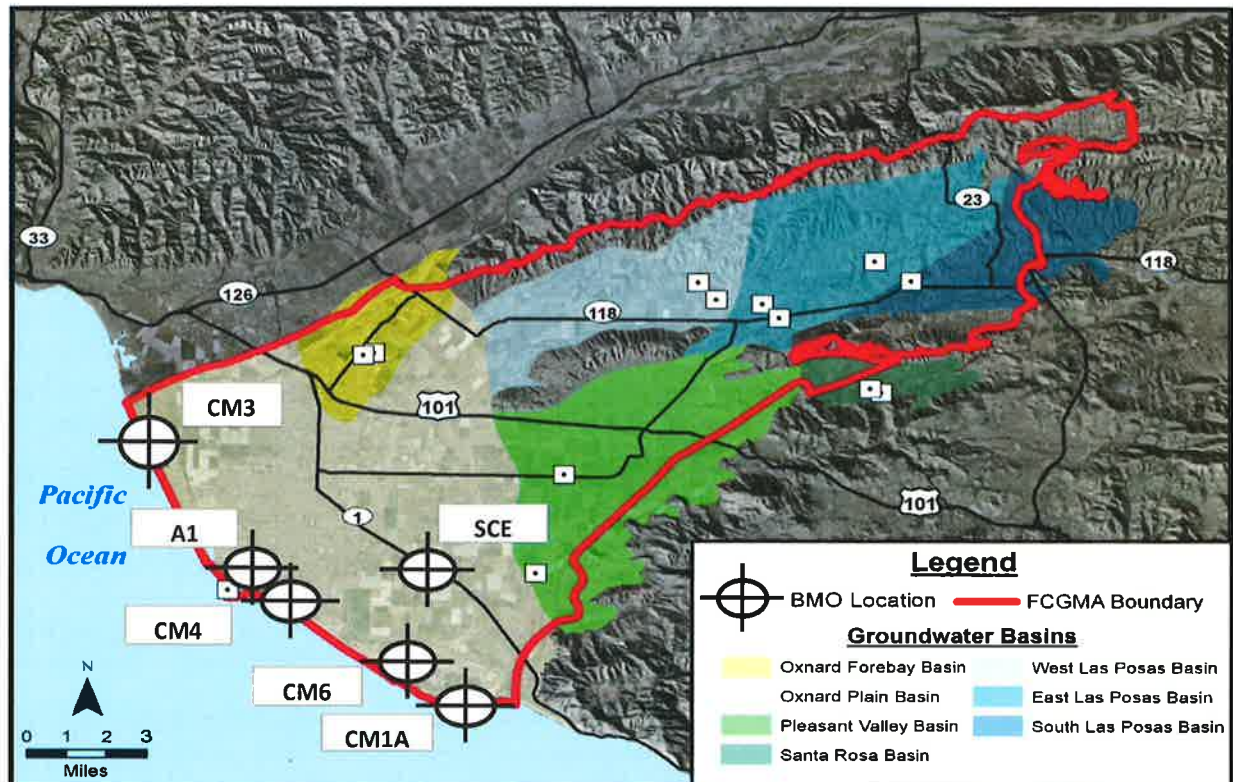 33
126
23
118
118
CM3
101
Pacific
Ocean
A1
1
SCE
101
CM4
CM6
CM1A
N
0 1 2 3
Miles
Legend
BMO Location FCGMA Boundary
Groundwater Basins
Oxnard Forebay Basin West Las Posas Basin
Oxnard Plain Basin East Las Posas Basin
Pleasant Valley Basin South Las Posas Basin
Santa Rosa Basin